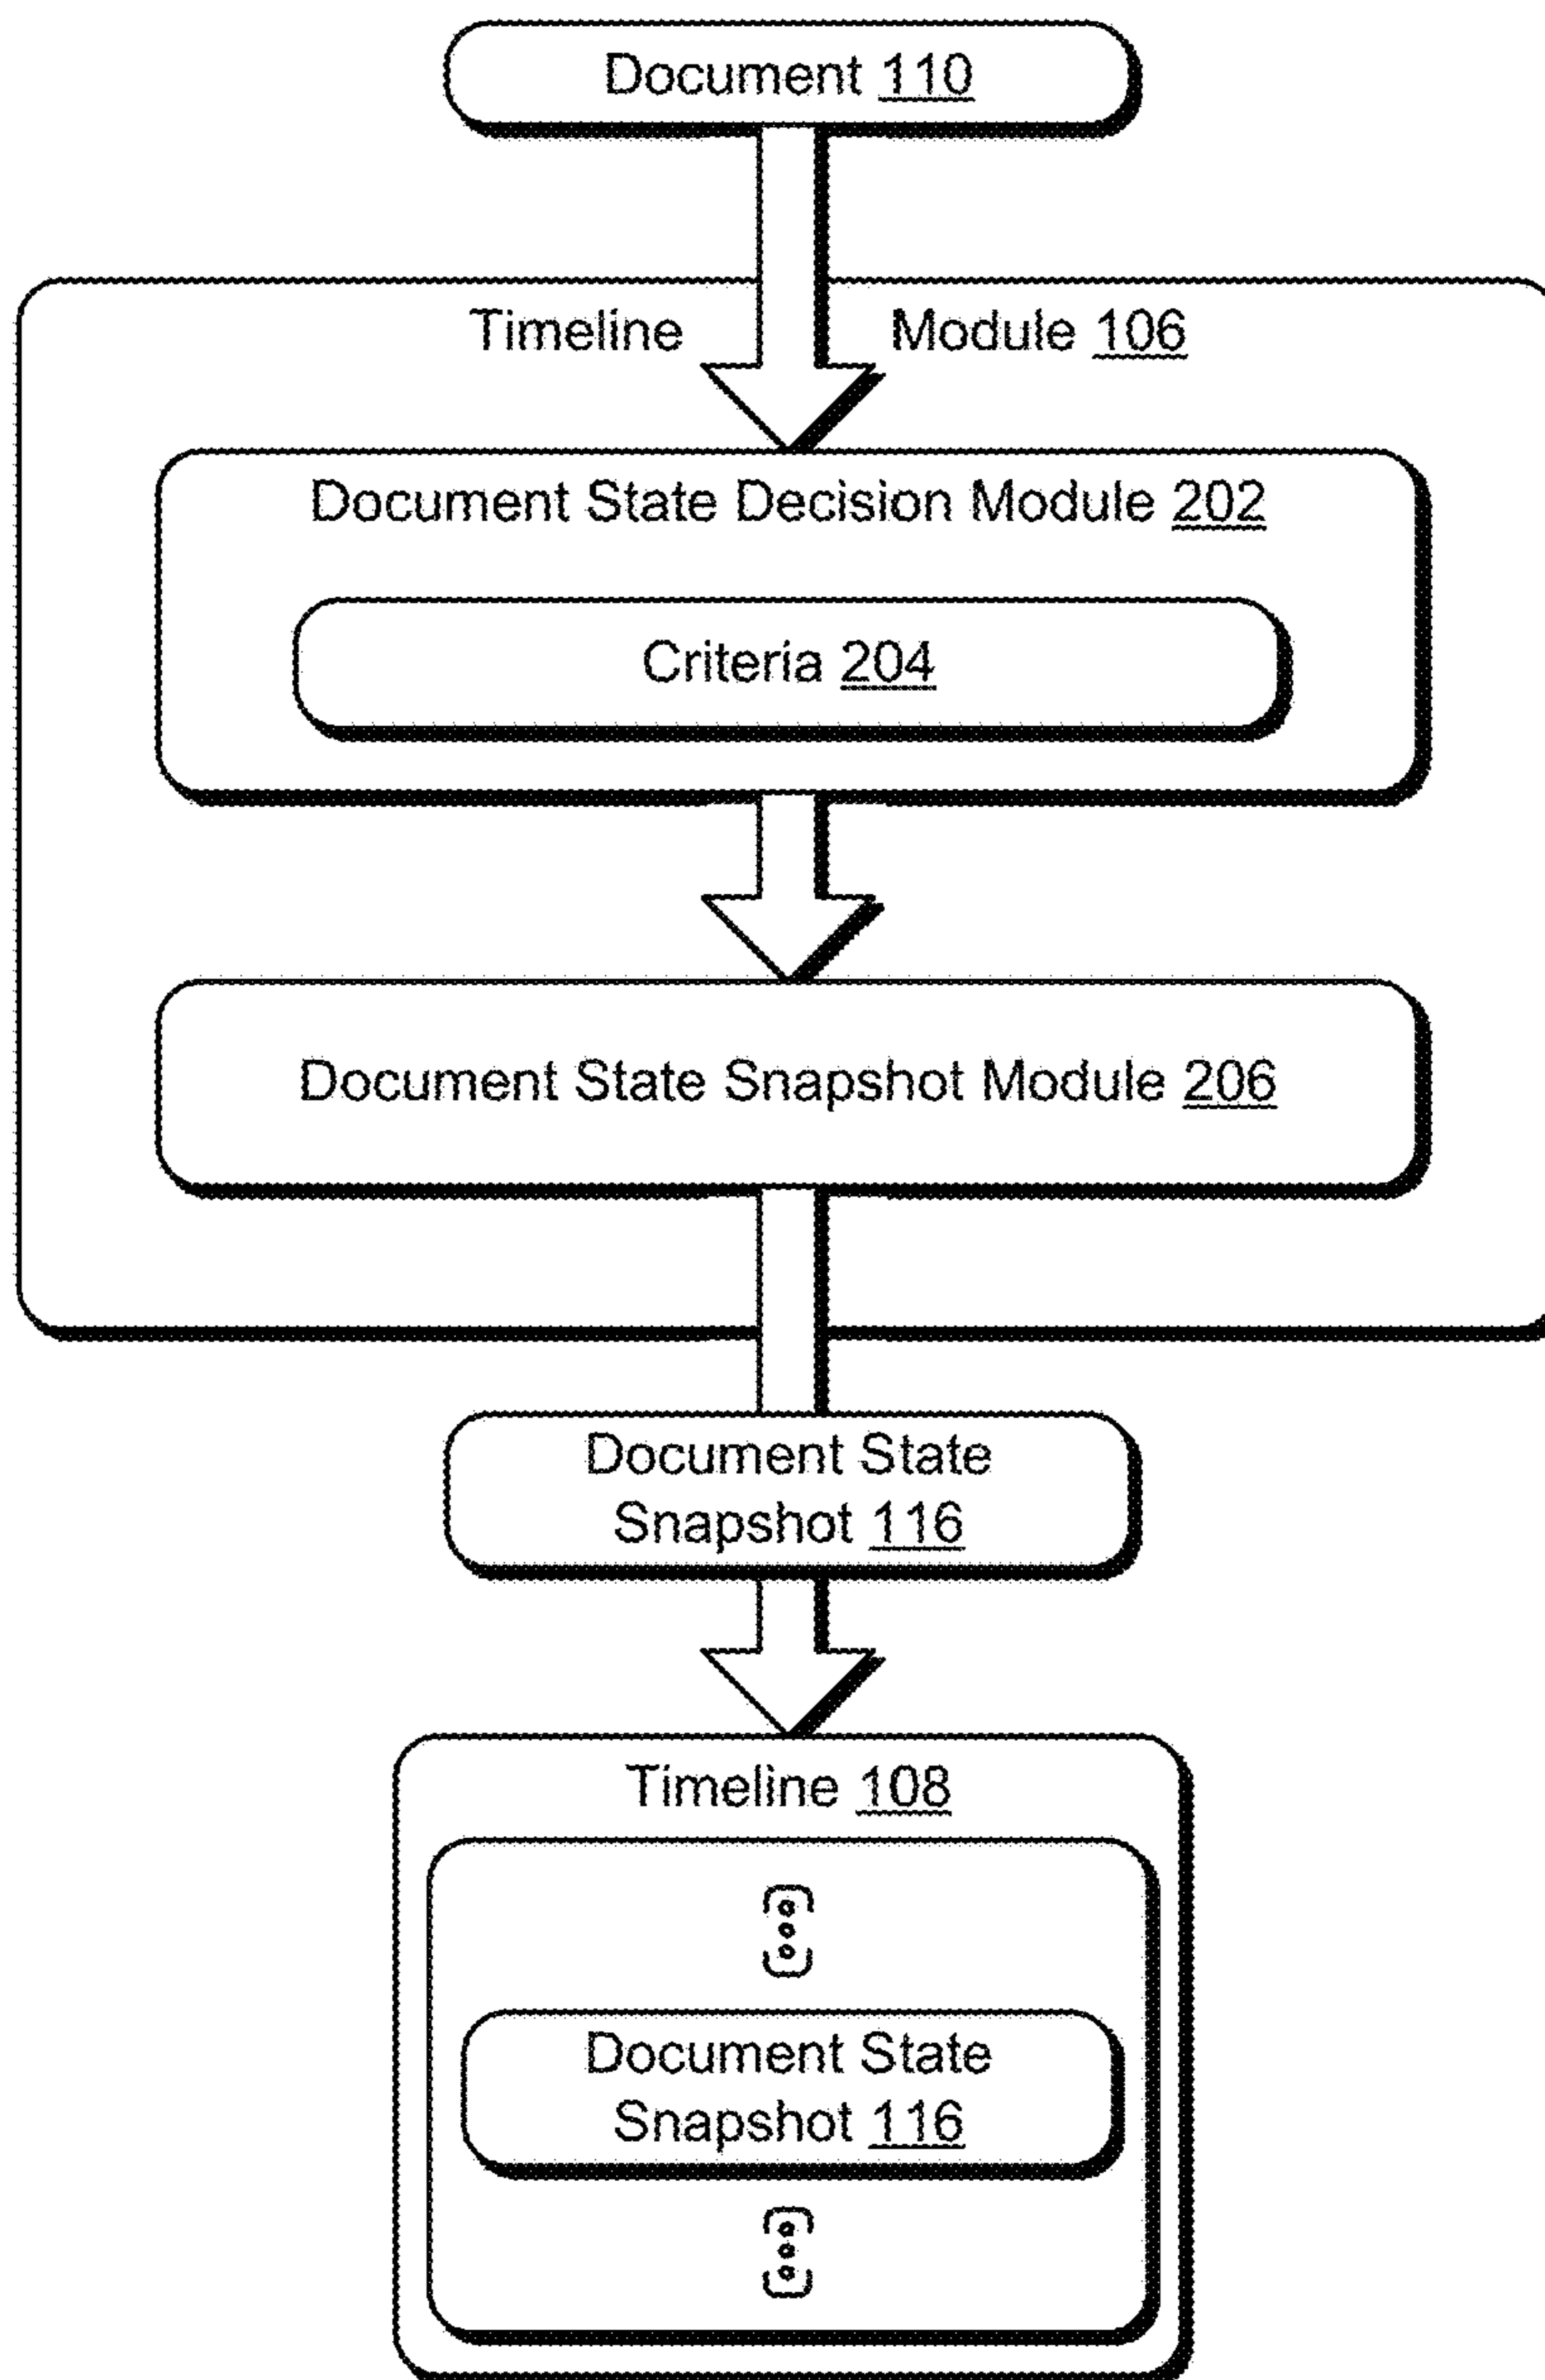 Document 110
Timeline Module 106
Document State Decision Module 202
Criteria 204
Document State Snapshot Module 206
Document State
Snapshot 116
Timeline 108
Document State
Snapshot 116